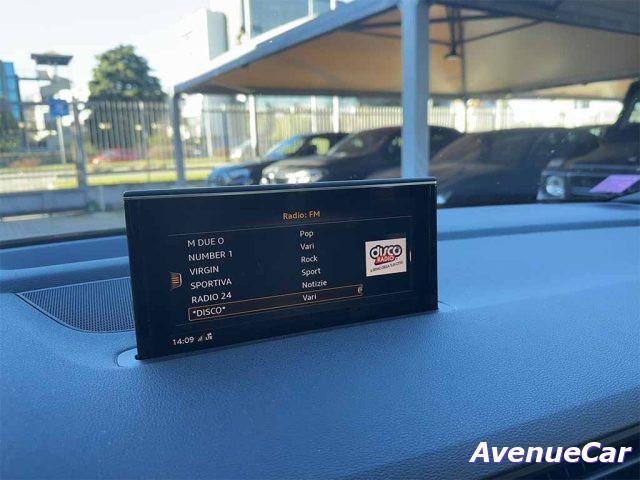 Radio: FM
M DUE O Pop
NUMBER 1 Vari
VIRGIN Rock
SPORTIVA Sport
RADIO 24 Notizie
*DISCO* Vari
disco
RADIO
14:09 LTE
AvenueCar